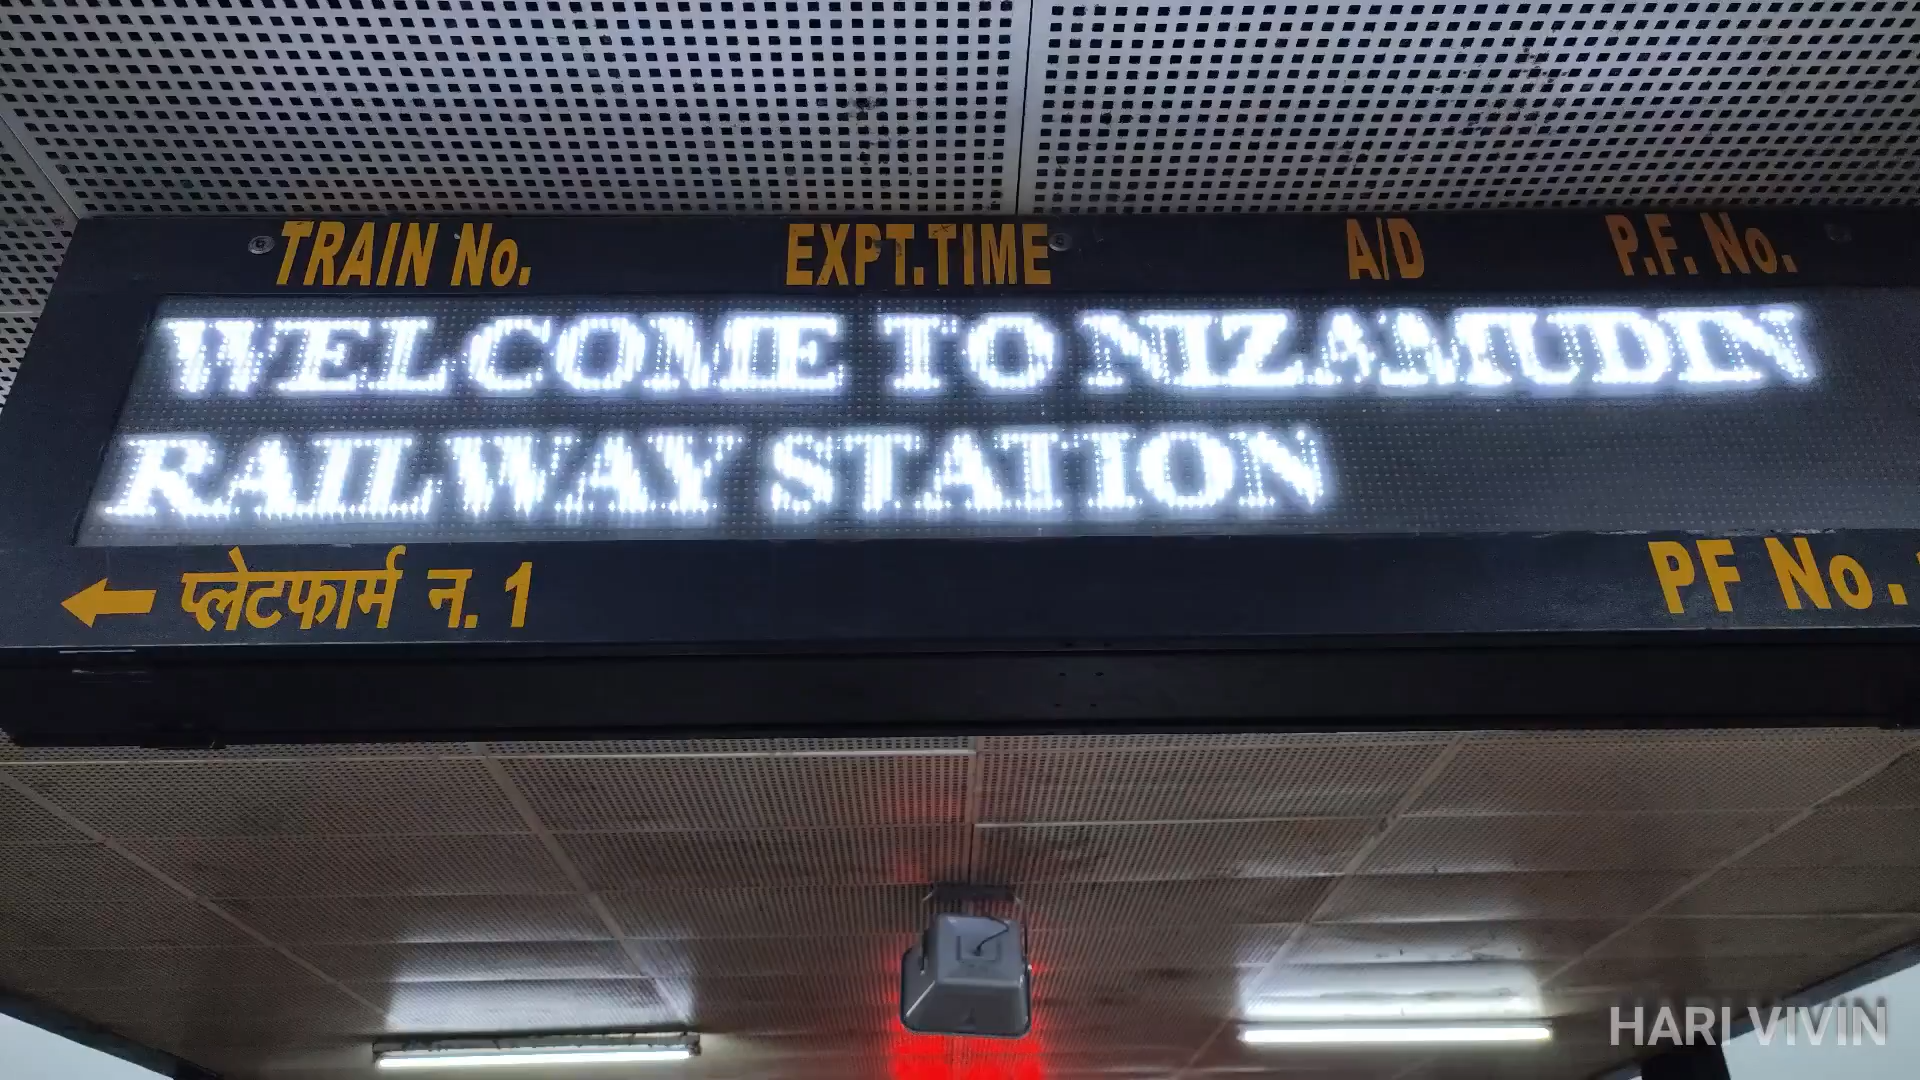 TRAIN No. EXPT.TIME A/D P.F. No.
WELCOME TO NIZAMUDIN
RAILWAY STATION
प्लेटफार्म न. 1 PF No.
HARI VIVIN